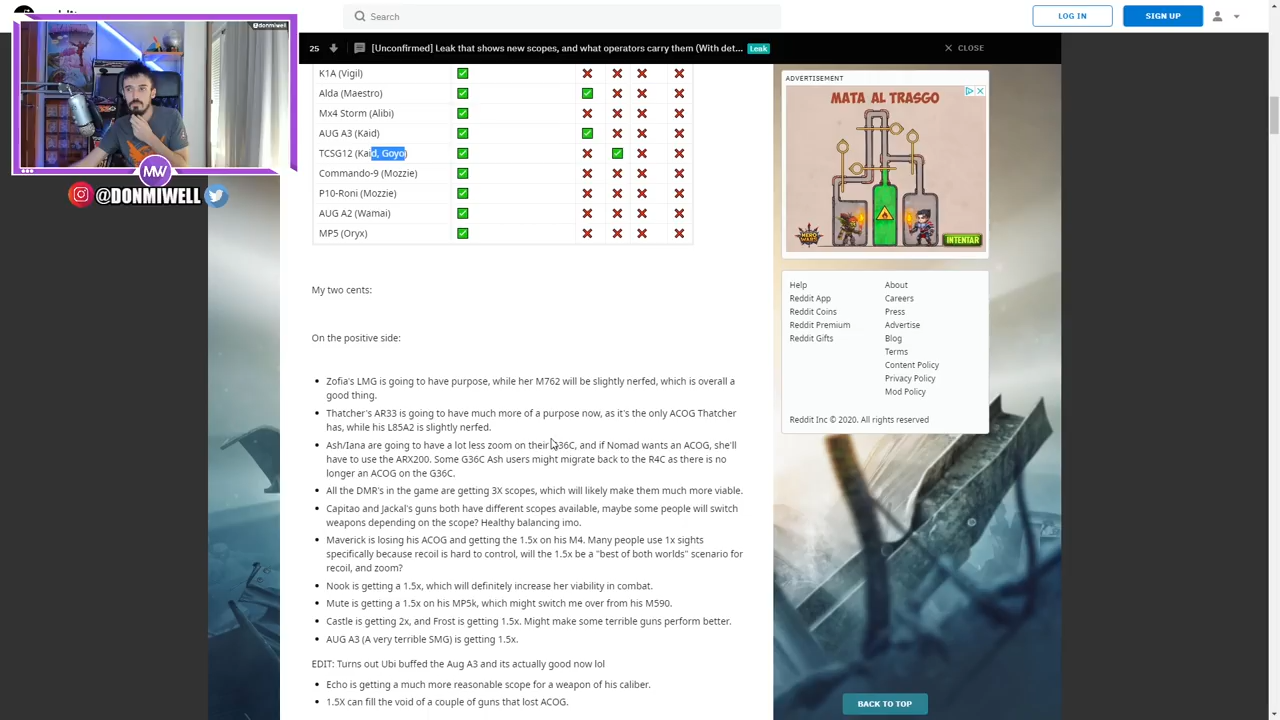 donmiwell
Search
LOG IN
SIGN UP
25
[Unconfirmed] Leak that shows new scopes, and what operators carry them (With det...
Leak
CLOSE
K1A (Vigil)
Alda (Maestro)
Mx4 Storm (Alibi)
AUG A3 (Kaid)
TCSG12 (Kaid, Goyo)
Commando-9 (Mozzie)
P10-Roni (Mozzie)
AUG A2 (Wamai)
MP5 (Oryx)
MW
@DONMIWELL
My two cents:
On the positive side:
Zofia's LMG is going to have purpose, while her M762 will be slightly nerfed, which is overall a
good thing.
Thatcher's AR33 is going to have much more of a purpose now, as it's the only ACOG Thatcher
has, while his L85A2 is slightly nerfed.
Ash/Iana are going to have a lot less zoom on their G36C, and if Nomad wants an ACOG, she'll
have to use the ARX200. Some G36C Ash users might migrate back to the R4C as there is no
longer an ACOG on the G36C.
All the DMR's in the game are getting 3X scopes, which will likely make them much more viable.
Capitao and Jackal's guns both have different scopes available, maybe some people will switch
weapons depending on the scope? Healthy balancing imo.
Maverick is losing his ACOG and getting the 1.5x on his M4. Many people use 1x sights
specifically because recoil is hard to control, will the 1.5x be a "best of both worlds" scenario for
recoil, and zoom?
Nook is getting a 1.5x, which will definitely increase her viability in combat.
Mute is getting a 1.5x on his MP5k, which might switch me over from his M590.
Castle is getting 2x, and Frost is getting 1.5x. Might make some terrible guns perform better.
AUG A3 (A very terrible SMG) is getting 1.5x.
EDIT: Turns out Ubi buffed the Aug A3 and its actually good now lol
Echo is getting a much more reasonable scope for a weapon of his caliber.
1.5X can fill the void of a couple of guns that lost ACOG.
ADVERTISEMENT
MATA AL TRASGO
HERO WARS
INTENTAR
Help
About
Reddit App
Careers
Reddit Coins
Press
Reddit Premium
Advertise
Reddit Gifts
Blog
Terms
Content Policy
Privacy Policy
Mod Policy
Reddit Inc © 2020. All rights reserved
BACK TO TOP